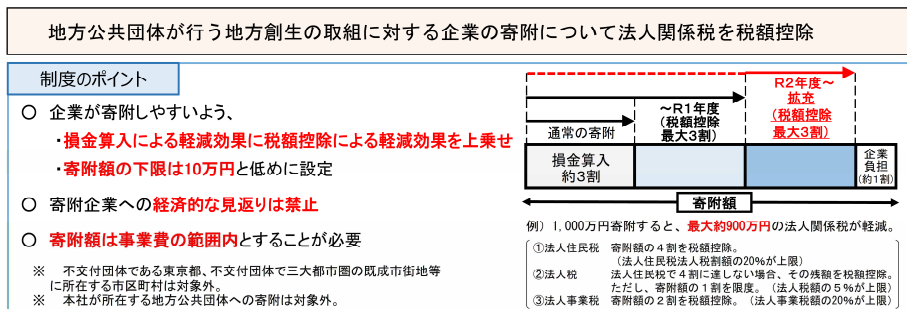 地方公共団体が行う地方創生の取組に対する企業の寄附について法人関係税を税額控除
制度のポイント
○ 企業が寄附しやすいよう、
・損金算入による軽減効果に税額控除による軽減効果を上乗せ
・寄附額の下限は10万円と低めに設定
○ 寄附企業への経済的な見返りは禁止
○ 寄附額は事業費の範囲内とすることが必要
※ 不交付団体である東京都、不交付団体で三大都市圏の既成市街地等
に所在する市区町村は対象外。
※ 本社が所在する地方公共団体への寄附は対象外。
通常の寄附
～R1年度
(税額控除
最大3割)
R2年度～
拡充
(税額控除
最大3割)
損金算入
約3割
企業
負担
(約1割)
寄附額
例) 1,000万円寄附すると、最大約900万円の法人関係税が軽減。
①法人住民税 寄附額の4割を税額控除。
(法人住民税法人税割額の20%が上限)
②法人税 法人住民税で4割に達しない場合、その残額を税額控除。
ただし、寄附額の1割を限度。(法人税額の5%が上限)
③法人事業税 寄附額の2割を税額控除。(法人事業税額の20%が上限)